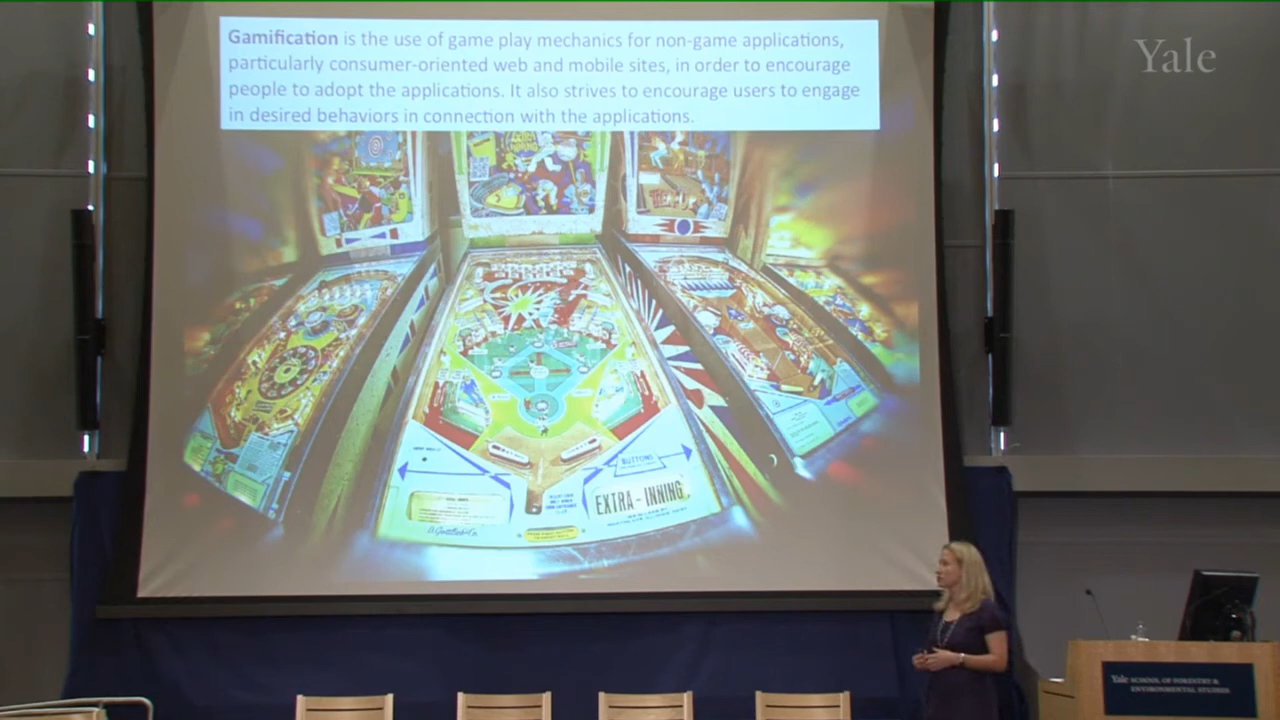 Gamification is the use of game play mechanics for non-game applications,
particularly consumer-oriented web and mobile sites, in order to encourage
people to adopt the applications. It also strives to encourage users to engage
in desired behaviors in connection with the applications.
Yale
BUTTONS
EXTRA-INNING
Yale SCHOOL OF FORESTRY &
ENVIRONMENTAL STUDIES